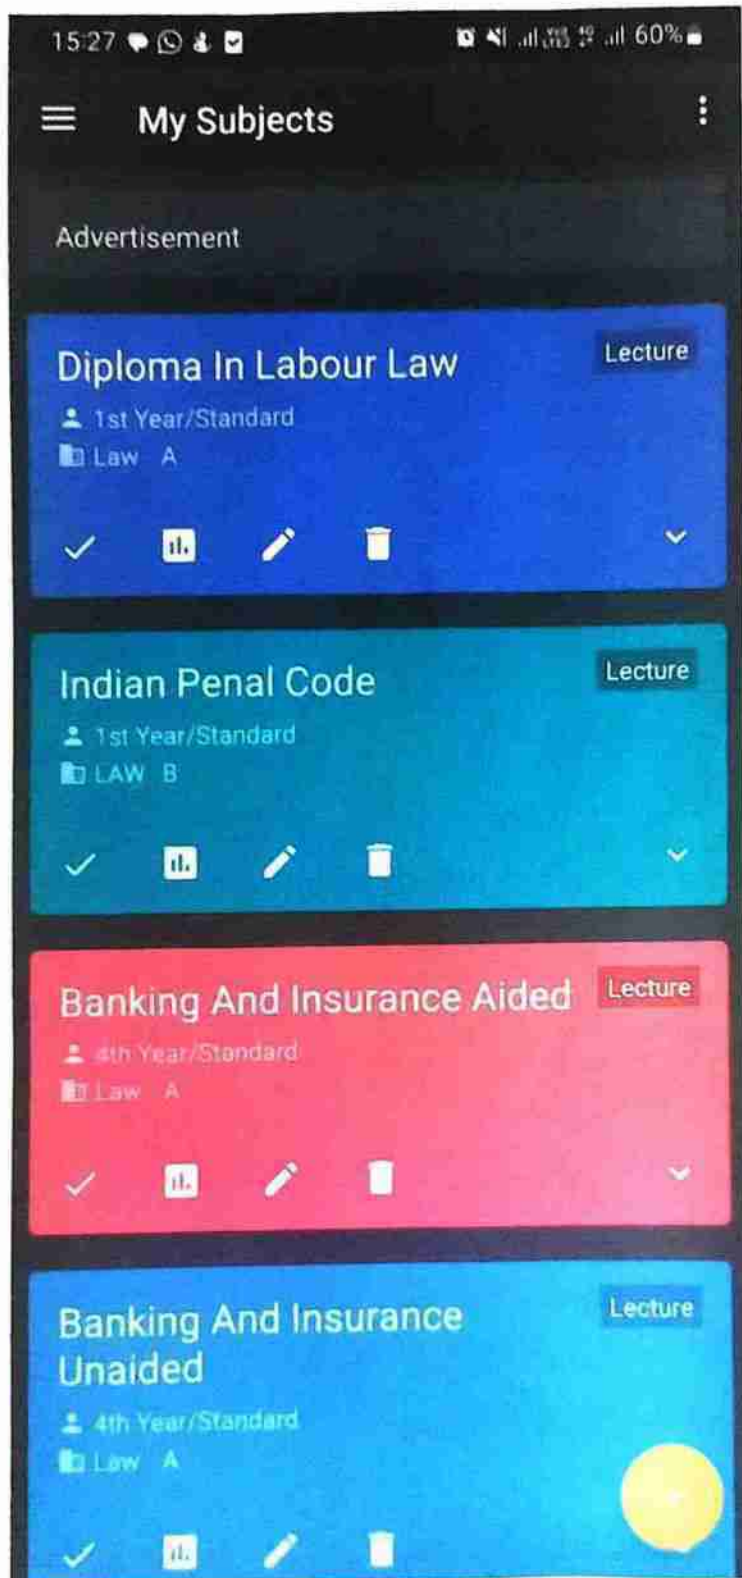 15:27 60%
My Subjects
Advertisement
Diploma In Labour Law Lecture
1st Year/Standard
Law A
Indian Penal Code Lecture
1st Year/Standard
LAW B
Banking And Insurance Aided Lecture
4th Year/Standard
Law A
Banking And Insurance Lecture
Unaided
4th Year/Standard
Law A